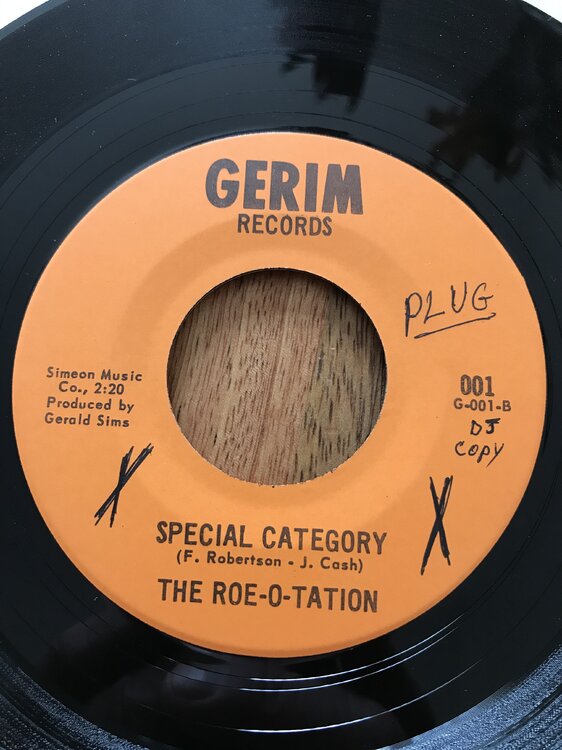 GERIM
RECORDS
PLUG
Simeon Music
Co., 2:20
Produced by
Gerald Sims
001
G-001-B
DJ
Copy
X
X
SPECIAL CATEGORY
(F. Robertson - J. Cash)
THE ROE-O-TATION